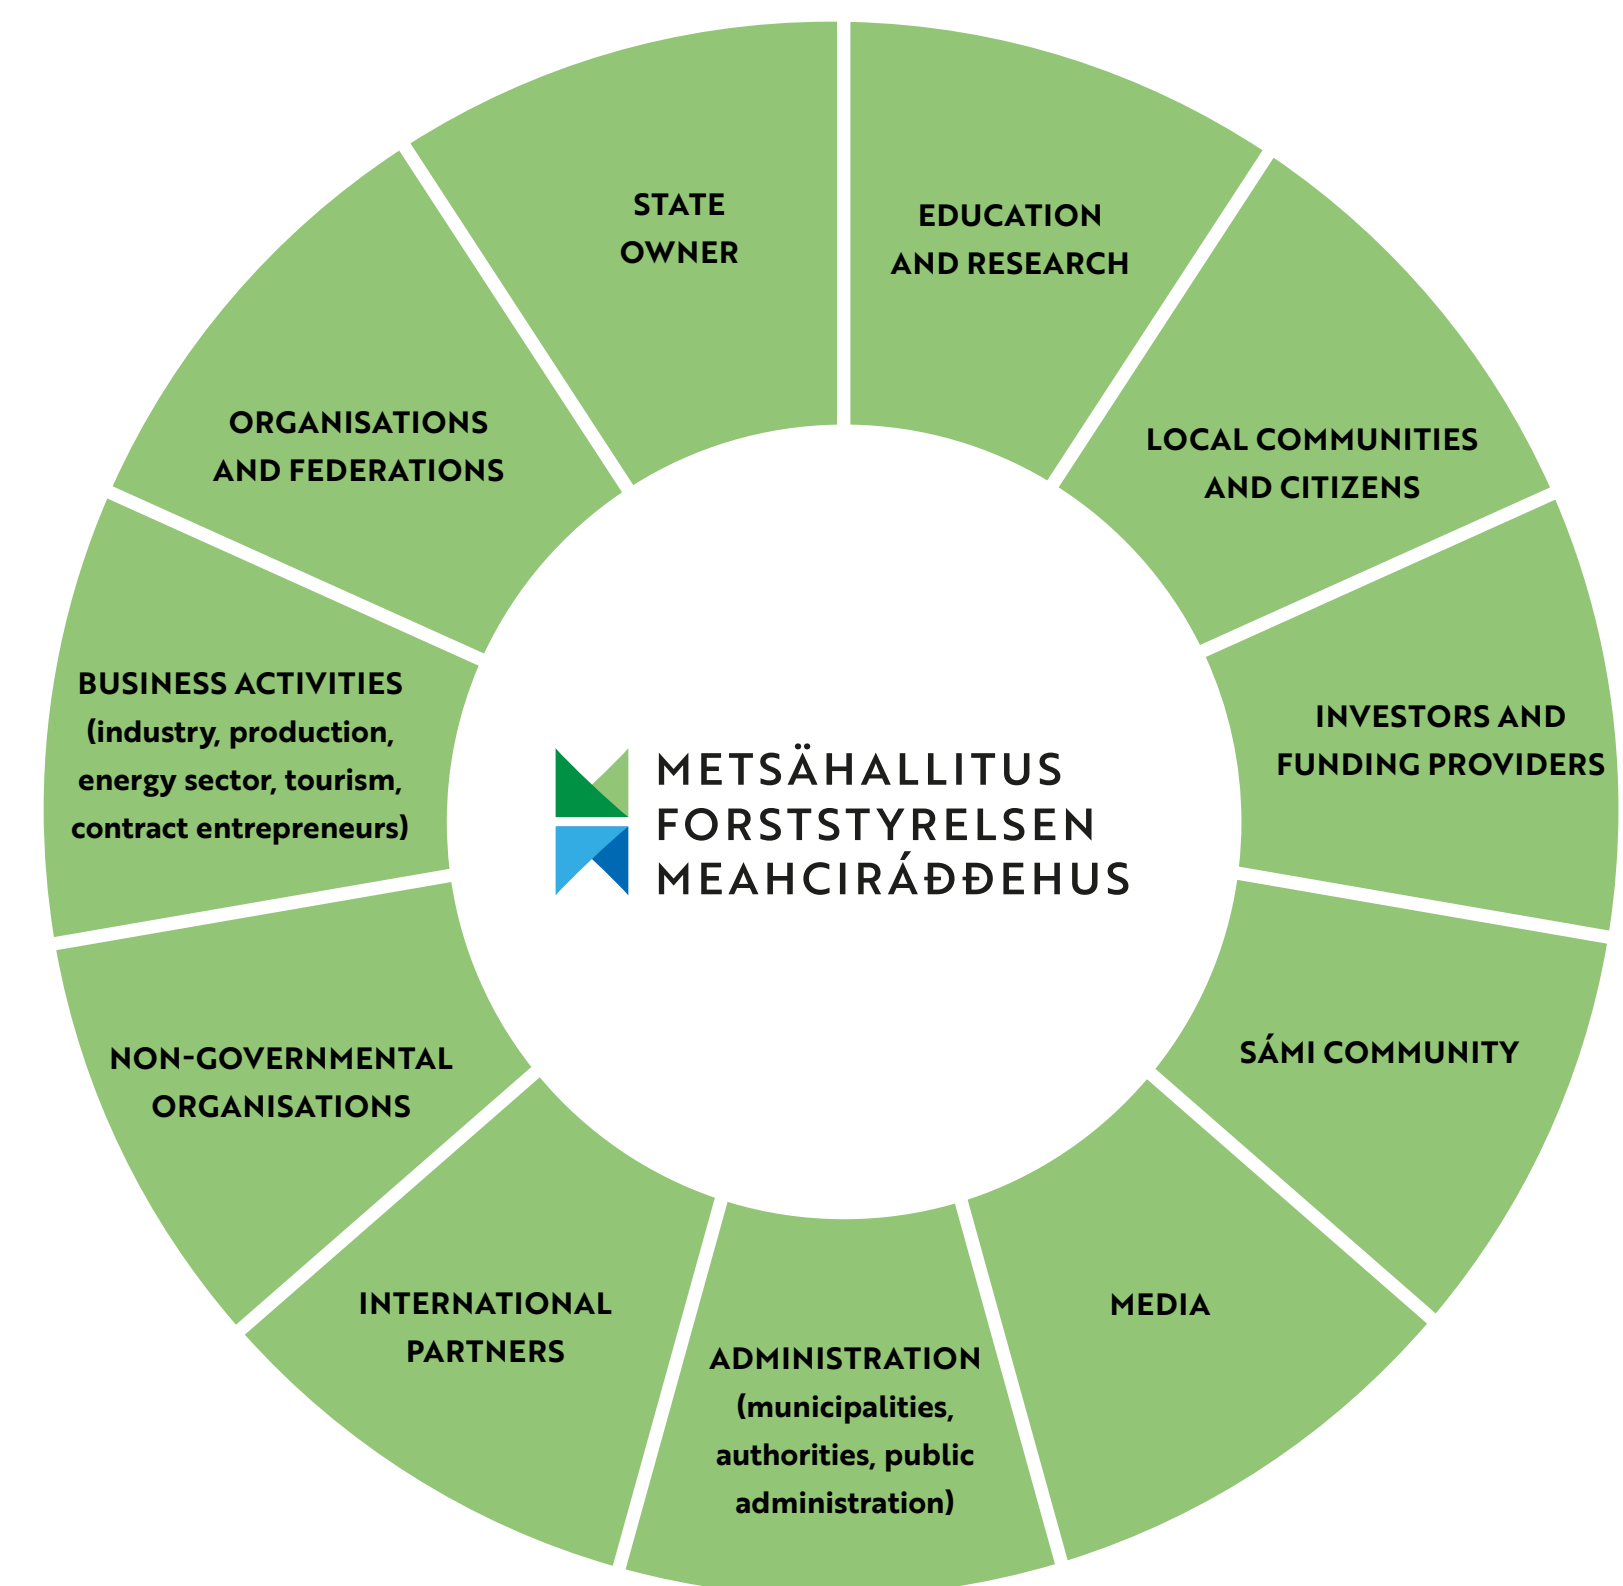 STATE
OWNER
EDUCATION
AND RESEARCH
LOCAL COMMUNITIES
AND CITIZENS
INVESTORS AND
FUNDING PROVIDERS
SÁMI COMMUNITY
MEDIA
ADMINISTRATION
(municipalities,
authorities, public
administration)
INTERNATIONAL
PARTNERS
NON-GOVERNMENTAL
ORGANISATIONS
BUSINESS ACTIVITIES
(industry, production,
energy sector, tourism,
contract entrepreneurs)
ORGANISATIONS
AND FEDERATIONS
METSÄHALLITUS
FORSTSTYRELSEN
MEAHCIRÁĐĐEHUS